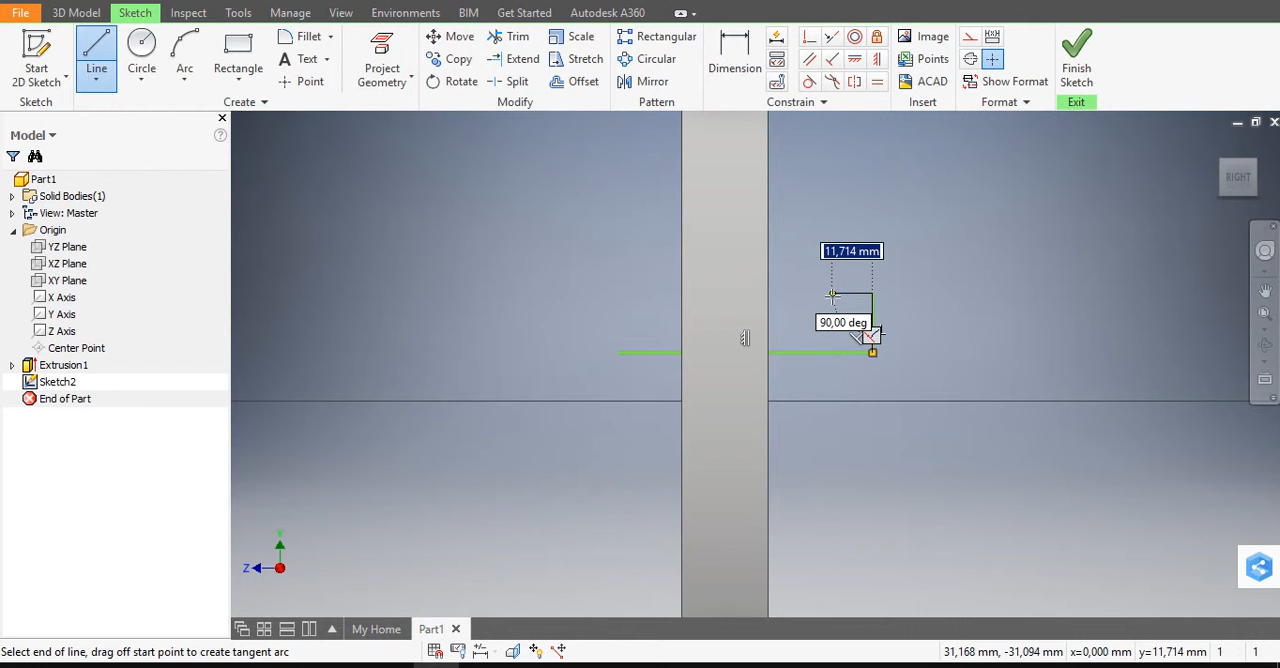 File 3D Model Sketch Inspect Tools Manage View Environments BIM Get Started Autodesk A360
Start
2D Sketch
Line
Circle
Arc
Rectangle
Fillet
Text
Point
Project
Geometry
Move
Copy
Rotate
Trim
Extend
Split
Scale
Stretch
Offset
Rectangular
Circular
Mirror
Dimension
Image
Points
ACAD
Show Format
Finish
Sketch
Sketch Create Modify Pattern Constrain Insert Format Exit
Model
Part1
Solid Bodies(1)
View: Master
Origin
YZ Plane
XZ Plane
XY Plane
X Axis
Y Axis
Z Axis
Center Point
Extrusion1
Sketch2
End of Part
RIGHT
11,714 mm
90,00 deg
Y
Z
My Home Part1
Select end of line, drag off start point to create tangent arc 31,168 mm, -31,094 mm x=0,000 mm y=11,714 mm 1 1